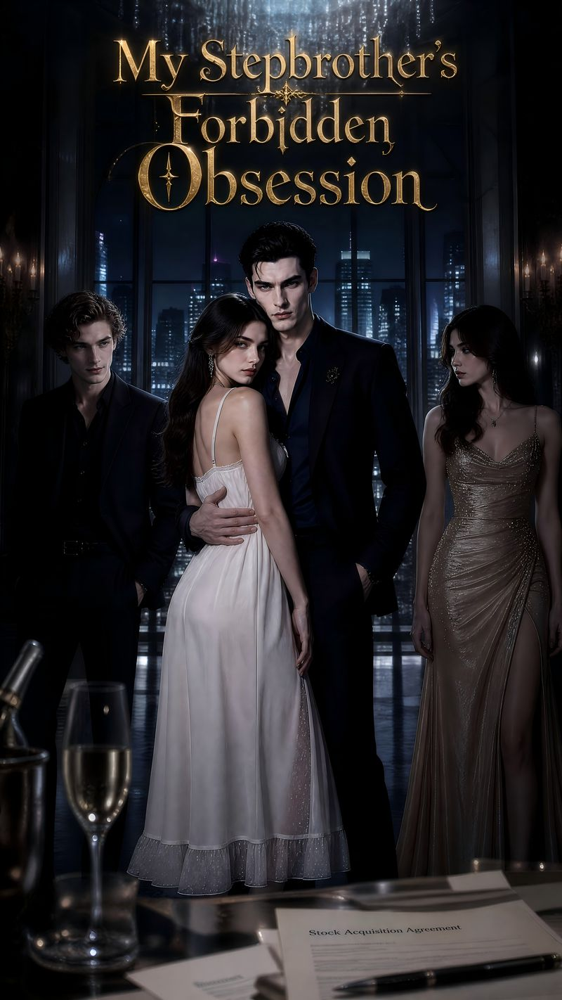 My Stepbrother's
Forbidden
Obsession
Stock Acquisition Agreement